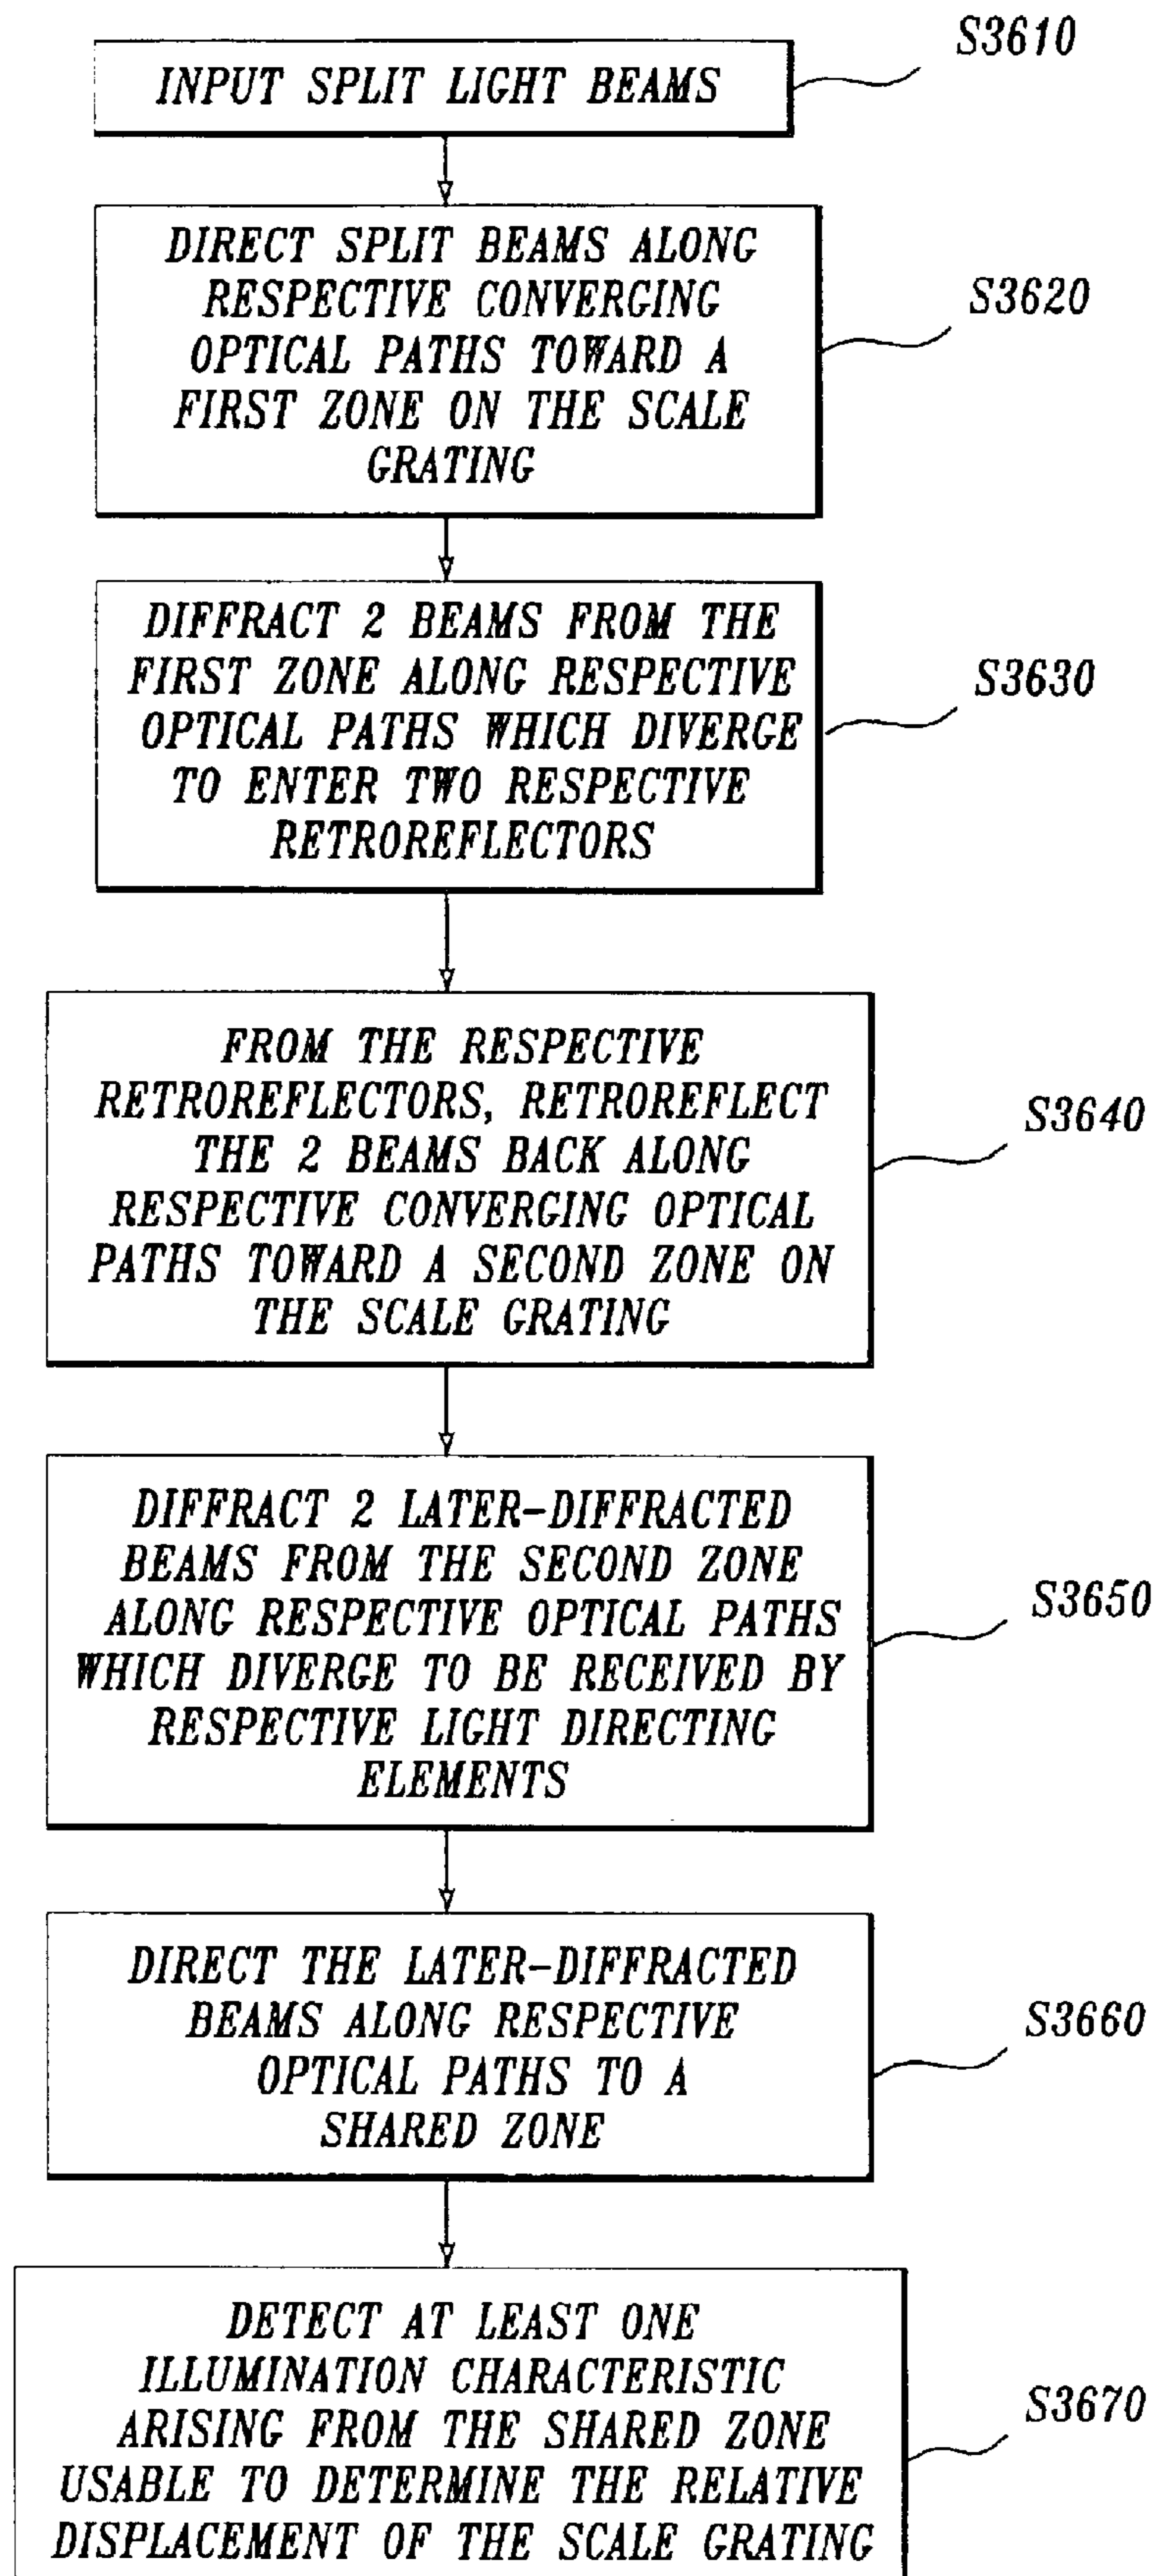 S3610
INPUT SPLIT LIGHT BEAMS
DIRECT SPLIT BEAMS ALONG
RESPECTIVE CONVERGING
OPTICAL PATHS TOWARD A
FIRST ZONE ON THE SCALE
GRATING
S3620
DIFFRACT 2 BEAMS FROM THE
FIRST ZONE ALONG RESPECTIVE
OPTICAL PATHS WHICH DIVERGE
TO ENTER TWO RESPECTIVE
RETROREFLECTORS
S3630
FROM THE RESPECTIVE
RETROREFLECTORS, RETROREFLECT
THE 2 BEAMS BACK ALONG
RESPECTIVE CONVERGING OPTICAL
PATHS TOWARD A SECOND ZONE ON
THE SCALE GRATING
S3640
DIFFRACT 2 LATER-DIFFRACTED
BEAMS FROM THE SECOND ZONE
ALONG RESPECTIVE OPTICAL PATHS
WHICH DIVERGE TO BE RECEIVED BY
RESPECTIVE LIGHT DIRECTING
ELEMENTS
S3650
DIRECT THE LATER-DIFFRACTED
BEAMS ALONG RESPECTIVE
OPTICAL PATHS TO A
SHARED ZONE
S3660
DETECT AT LEAST ONE
ILLUMINATION CHARACTERISTIC
ARISING FROM THE SHARED ZONE
USABLE TO DETERMINE THE RELATIVE
DISPLACEMENT OF THE SCALE GRATING
S3670